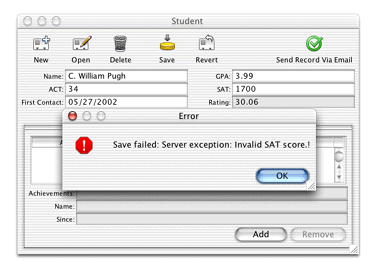 Student
New Open Delete Save Revert Send Record Via Email
Name: C. William Pugh GPA: 3.99
ACT: 34 SAT: 1700
First Contact: 05/27/2002 Rating: 30.06
Error
Save failed: Server exception: Invalid SAT score.!
OK
Achievements
Name:
Since:
Add Remove